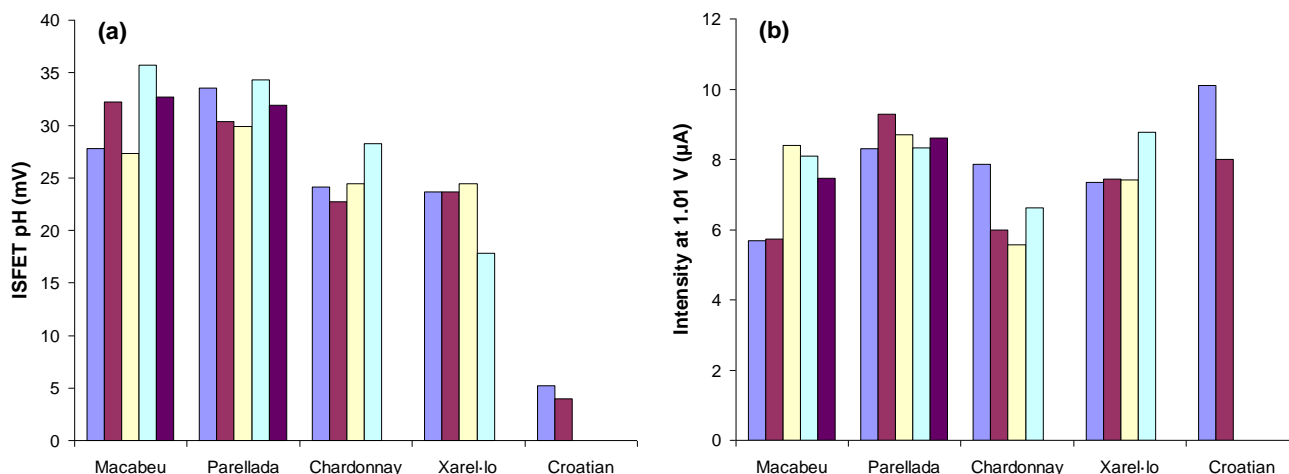 (a)
ISFET pH (mV)
40
35
30
25
20
15
10
5
0
Macabeu Parellada Chardonnay Xarel·lo Croatian
(b)
Intensity at 1.01 V (µA)
12
10
8
6
4
2
0
Macabeu Parellada Chardonnay Xarel·lo Croatian